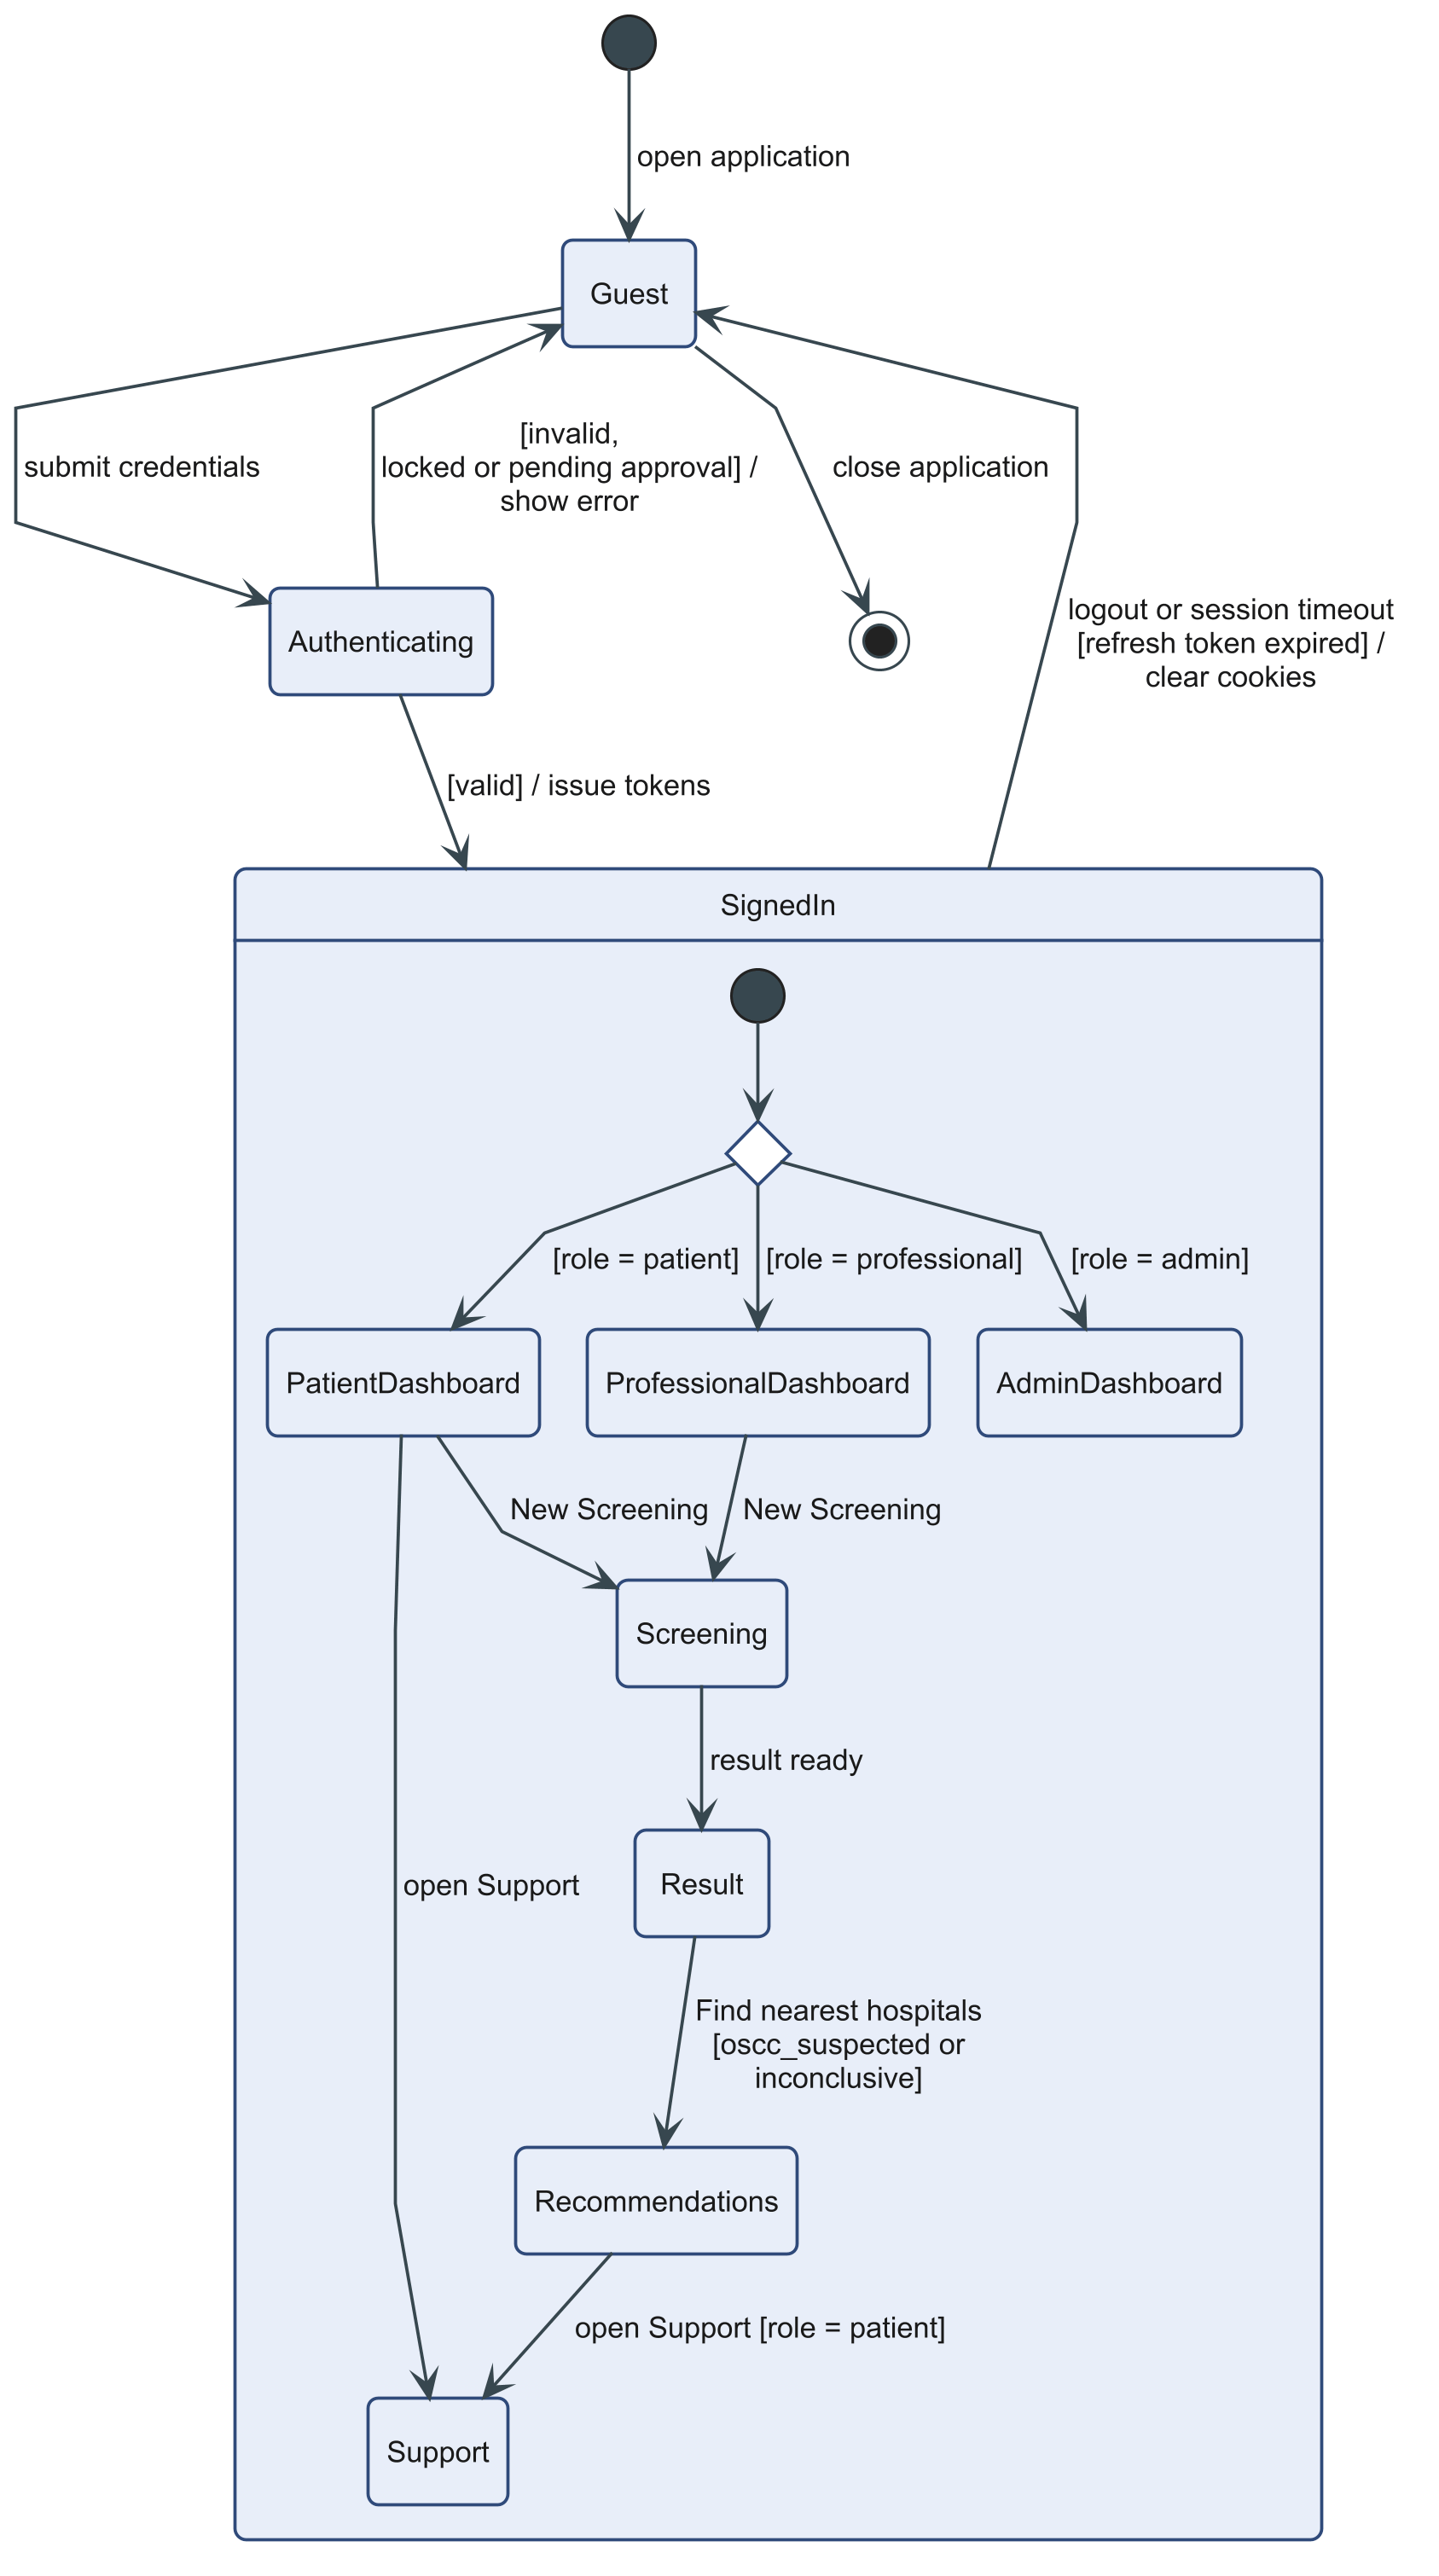 open application
Guest
[invalid,
submit credentials
locked or pending approval] /
show error
close application
Authenticating
logout or session timeout
[refresh token expired] /
clear cookies
[valid] / issue tokens
SignedIn
[role = patient]
[role = professional]
[role = admin]
PatientDashboard
ProfessionalDashboard
AdminDashboard
New Screening
New Screening
Screening
result ready
Result
open Support
Find nearest hospitals
[oscc_suspected or
inconclusive]
Recommendations
open Support [role = patient]
Support